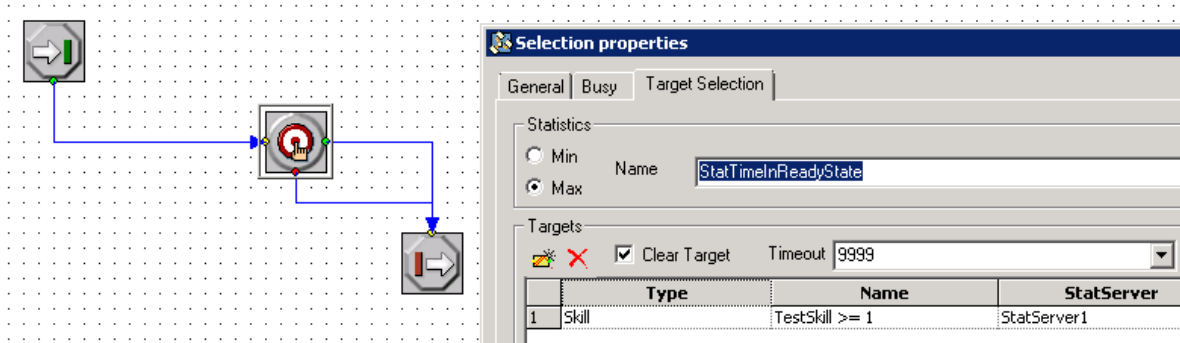 Selection properties
General Busy Target Selection
Statistics
Min
Name StatTimeInReadyState
Max
Targets
Clear Target Timeout 9999
Type Name StatServer
1 Skill TestSkill >= 1 StatServer1